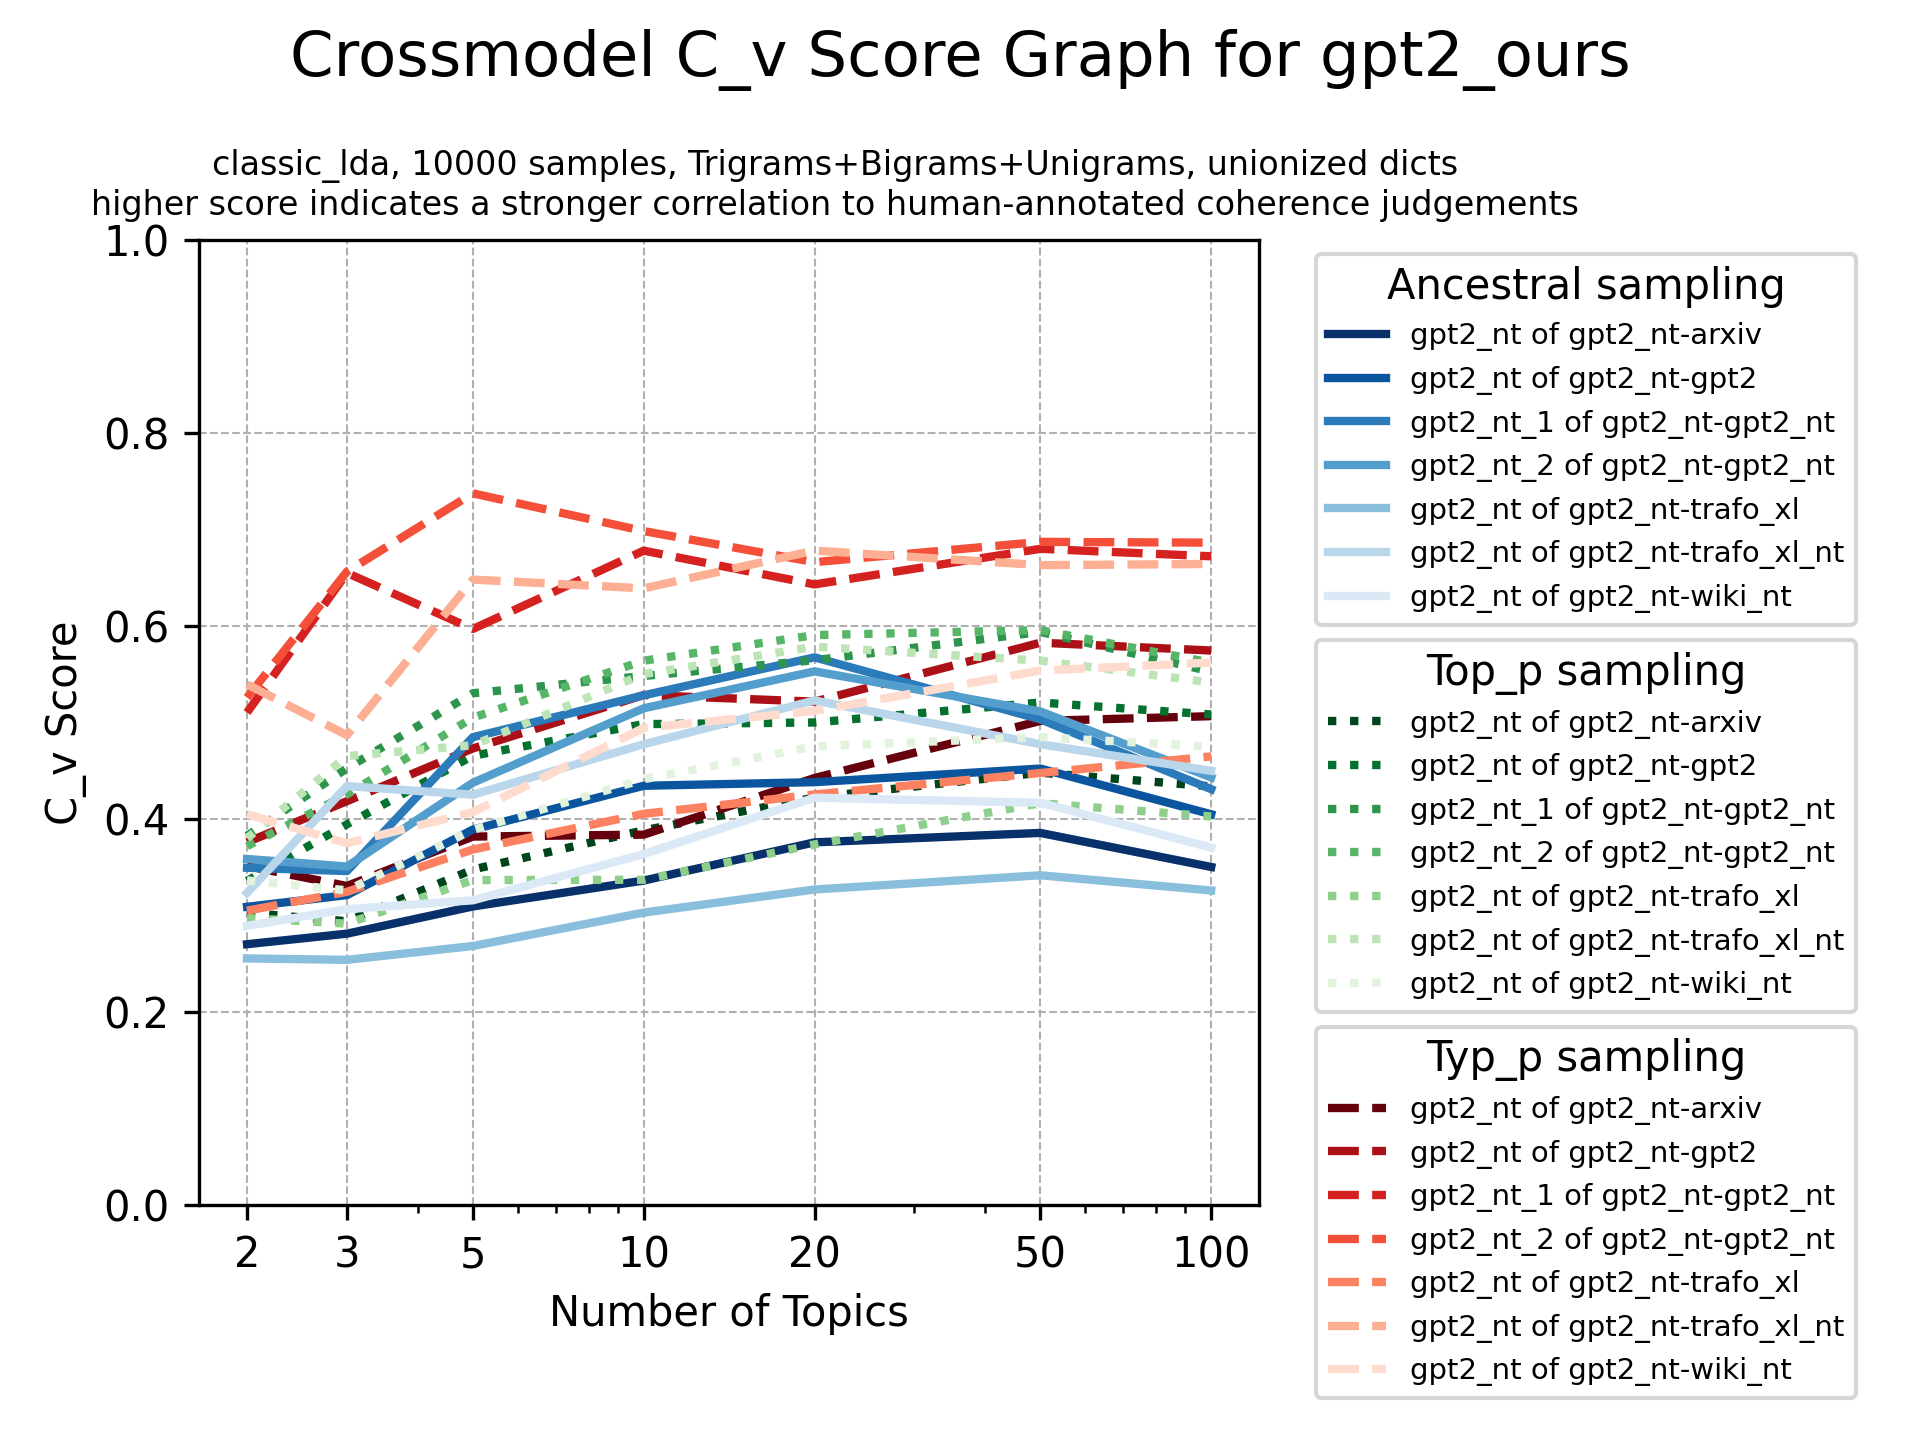 Crossmodel C_v Score Graph for gpt2_ours
classic_lda, 10000 samples, Trigrams+Bigrams+Unigrams, unionized dicts
higher score indicates a stronger correlation to human-annotated coherence judgements
C_v Score
1.0
0.8
0.6
0.4
0.2
0.0
2 3 5 10 20 50 100
Number of Topics
Ancestral sampling
gpt2_nt of gpt2_nt-arxiv
gpt2_nt of gpt2_nt-gpt2
gpt2_nt_1 of gpt2_nt-gpt2_nt
gpt2_nt_2 of gpt2_nt-gpt2_nt
gpt2_nt of gpt2_nt-trafo_xl
gpt2_nt of gpt2_nt-trafo_xl_nt
gpt2_nt of gpt2_nt-wiki_nt
Top_p sampling
gpt2_nt of gpt2_nt-arxiv
gpt2_nt of gpt2_nt-gpt2
gpt2_nt_1 of gpt2_nt-gpt2_nt
gpt2_nt_2 of gpt2_nt-gpt2_nt
gpt2_nt of gpt2_nt-trafo_xl
gpt2_nt of gpt2_nt-trafo_xl_nt
gpt2_nt of gpt2_nt-wiki_nt
Typ_p sampling
gpt2_nt of gpt2_nt-arxiv
gpt2_nt of gpt2_nt-gpt2
gpt2_nt_1 of gpt2_nt-gpt2_nt
gpt2_nt_2 of gpt2_nt-gpt2_nt
gpt2_nt of gpt2_nt-trafo_xl
gpt2_nt of gpt2_nt-trafo_xl_nt
gpt2_nt of gpt2_nt-wiki_nt